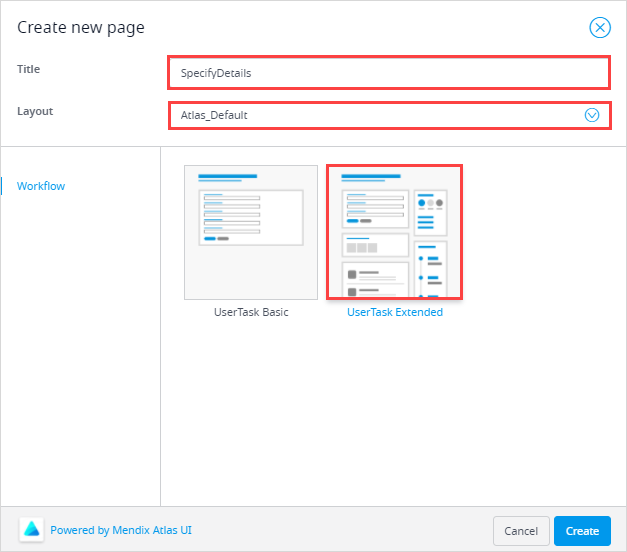 Create new page
Title
SpecifyDetails
Layout
Atlas_Default
Workflow
UserTask Basic
UserTask Extended
Powered by Mendix Atlas UI
Cancel
Create